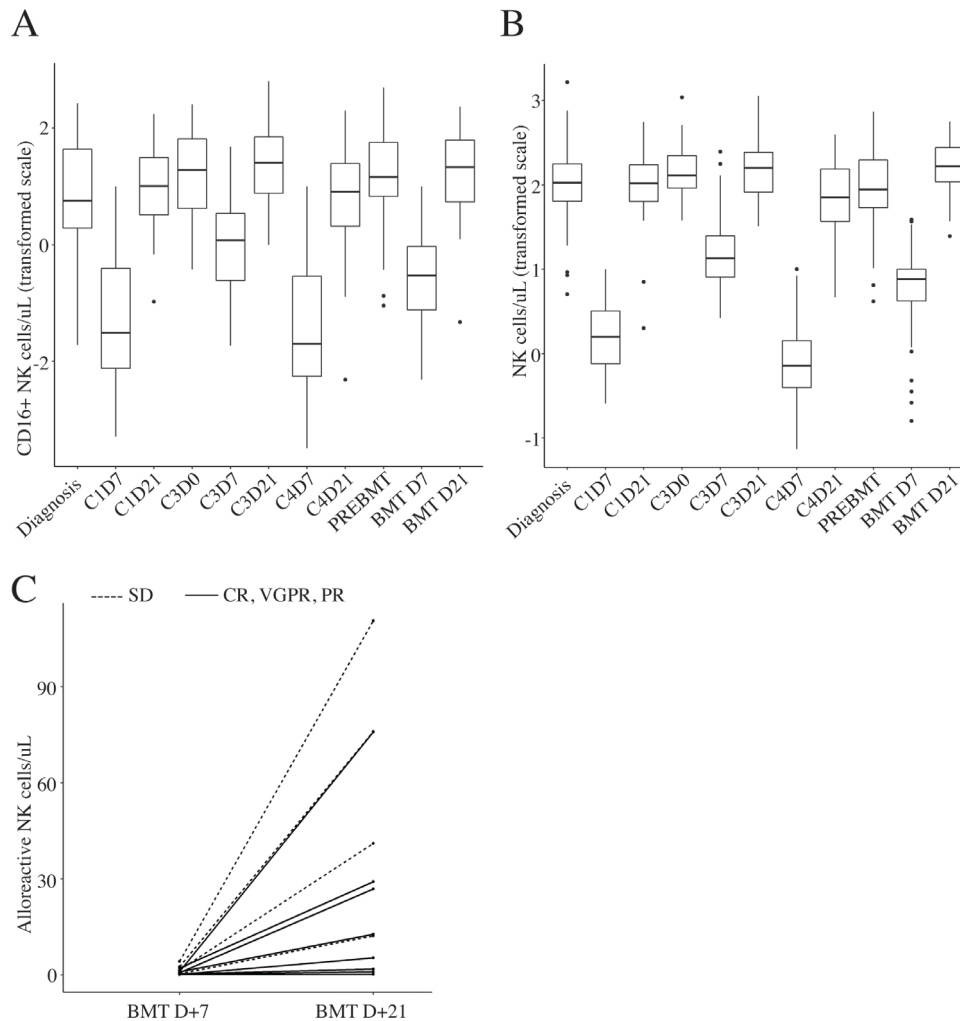 A
CD16+ NK cells/uL (transformed scale)
2
0
-2
Diagnosis
C1D7
C1D21
C3D0
C3D7
C3D21
C4D7
C4D21
PREBMT
BMT D7
BMT D21
B
NK cells/uL (transformed scale)
3
2
1
0
-1
Diagnosis
C1D7
C1D21
C3D0
C3D7
C3D21
C4D7
C4D21
PREBMT
BMT D7
BMT D21
C
SD CR, VGPR, PR
Alloreactive NK cells/uL
90
60
30
0
BMT D+7 BMT D+21